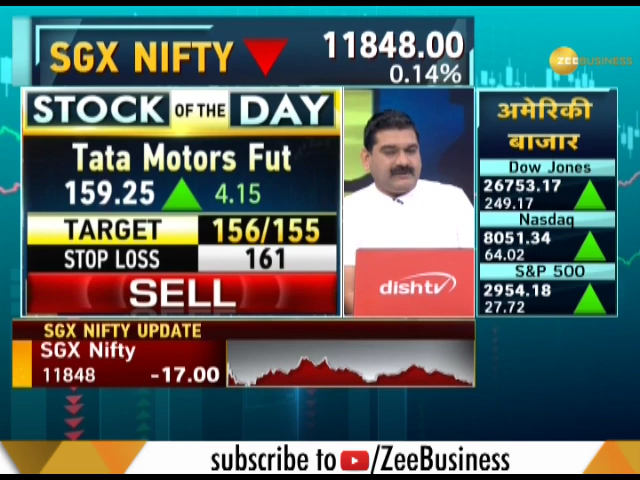 SGX NIFTY 11848.00
0.14%
ZEEBUSINESS
STOCK OF THE DAY
Tata Motors Fut
159.25 4.15
TARGET 156/155
STOP LOSS 161
SELL
dishtv
अमेरिकी
बाजार
Dow Jones
26753.17
249.17
Nasdaq
8051.34
64.02
S&P 500
2954.18
27.72
SGX NIFTY UPDATE
SGX Nifty
11848 -17.00
subscribe to /ZeeBusiness